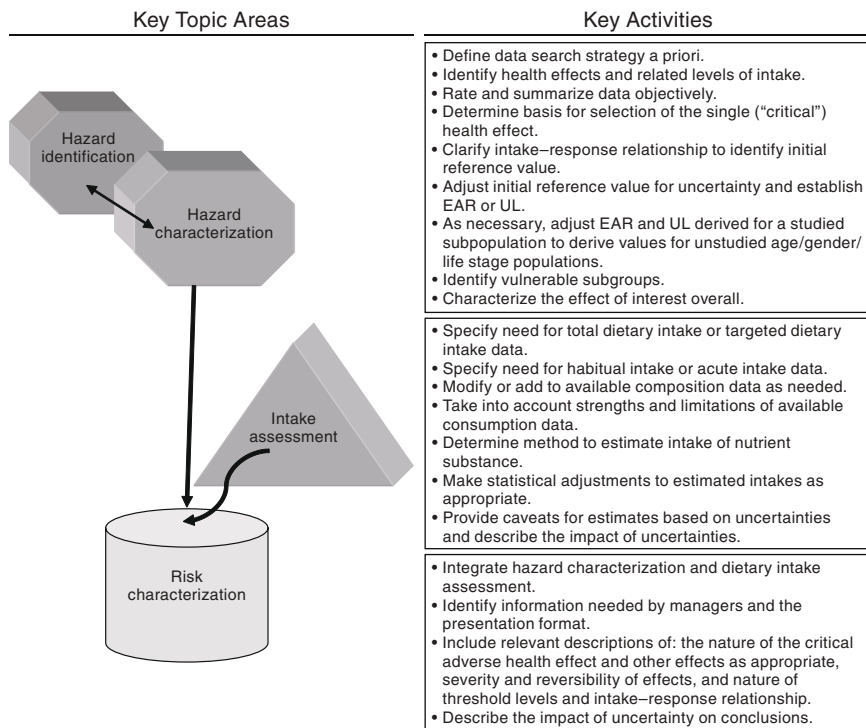 Key Topic Areas
Key Activities
Hazard
identification
Hazard
characterization
Intake
assessment
Risk
characterization
• Define data search strategy a priori.
• Identify health effects and related levels of intake.
• Rate and summarize data objectively.
• Determine basis for selection of the single (“critical”)
health effect.
• Clarify intake–response relationship to identify initial
reference value.
• Adjust initial reference value for uncertainty and establish
EAR or UL.
• As necessary, adjust EAR and UL derived for a studied
subpopulation to derive values for unstudied age/gender/
life stage populations.
• Identify vulnerable subgroups.
• Characterize the effect of interest overall.
• Specify need for total dietary intake or targeted dietary
intake data.
• Specify need for habitual intake or acute intake data.
• Modify or add to available composition data as needed.
• Take into account strengths and limitations of available
consumption data.
• Determine method to estimate intake of nutrient
substance.
• Make statistical adjustments to estimated intakes as
appropriate.
• Provide caveats for estimates based on uncertainties
and describe the impact of uncertainties.
• Integrate hazard characterization and dietary intake
assessment.
• Identify information needed by managers and the
presentation format.
• Include relevant descriptions of: the nature of the critical
adverse health effect and other effects as appropriate,
severity and reversibility of effects, and nature of
threshold levels and intake–response relationship.
• Describe the impact of uncertainty on conclusions.